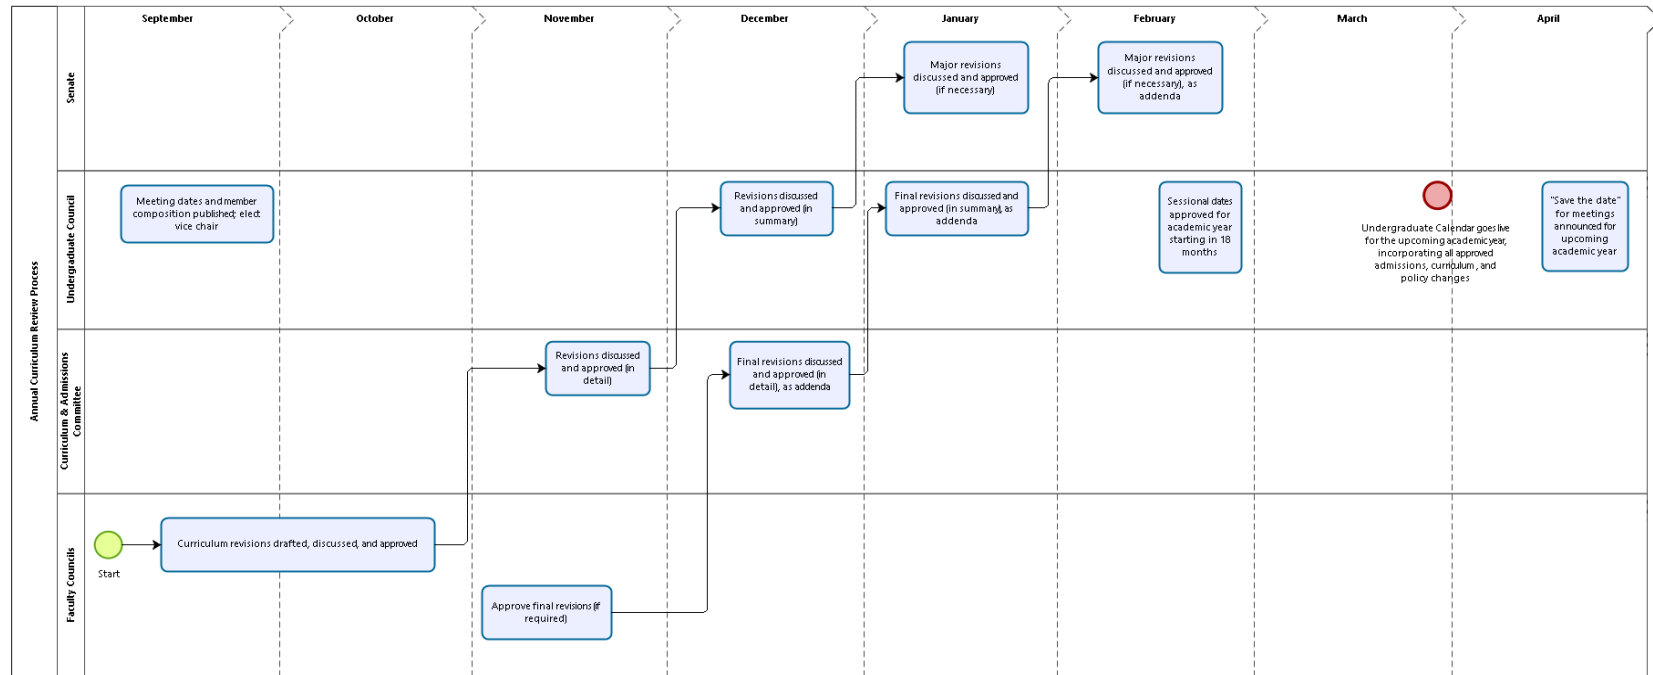 September
October
November
December
January
February
March
April
Annual Curriculum Review Process
Senate
Major revisions
discussed and approved
(if necessary)
Major revisions
discussed and approved
(if necessary), as
addenda
Undergraduate Council
Meeting dates and member
composition published; elect
vice chair
Revisions discussed
and approved (in
summary)
Final revisions discussed and
approved (in summary), as
addenda
Sessional dates
approved for
academic year
starting in 18
months
Undergraduate Calendar goes live
for the upcoming academic year,
incorporating all approved
admissions, curriculum, and
policy changes
"Save the date"
for meetings
announced for
upcoming
academic year
Curriculum & Admissions
Committee
Revisions discussed
and approved (in
detail)
Final revisions discussed
and approved (in
detail), as addenda
Faculty Councils
Start
Curriculum revisions drafted, discussed, and approved
Approve final revisions (if
required)